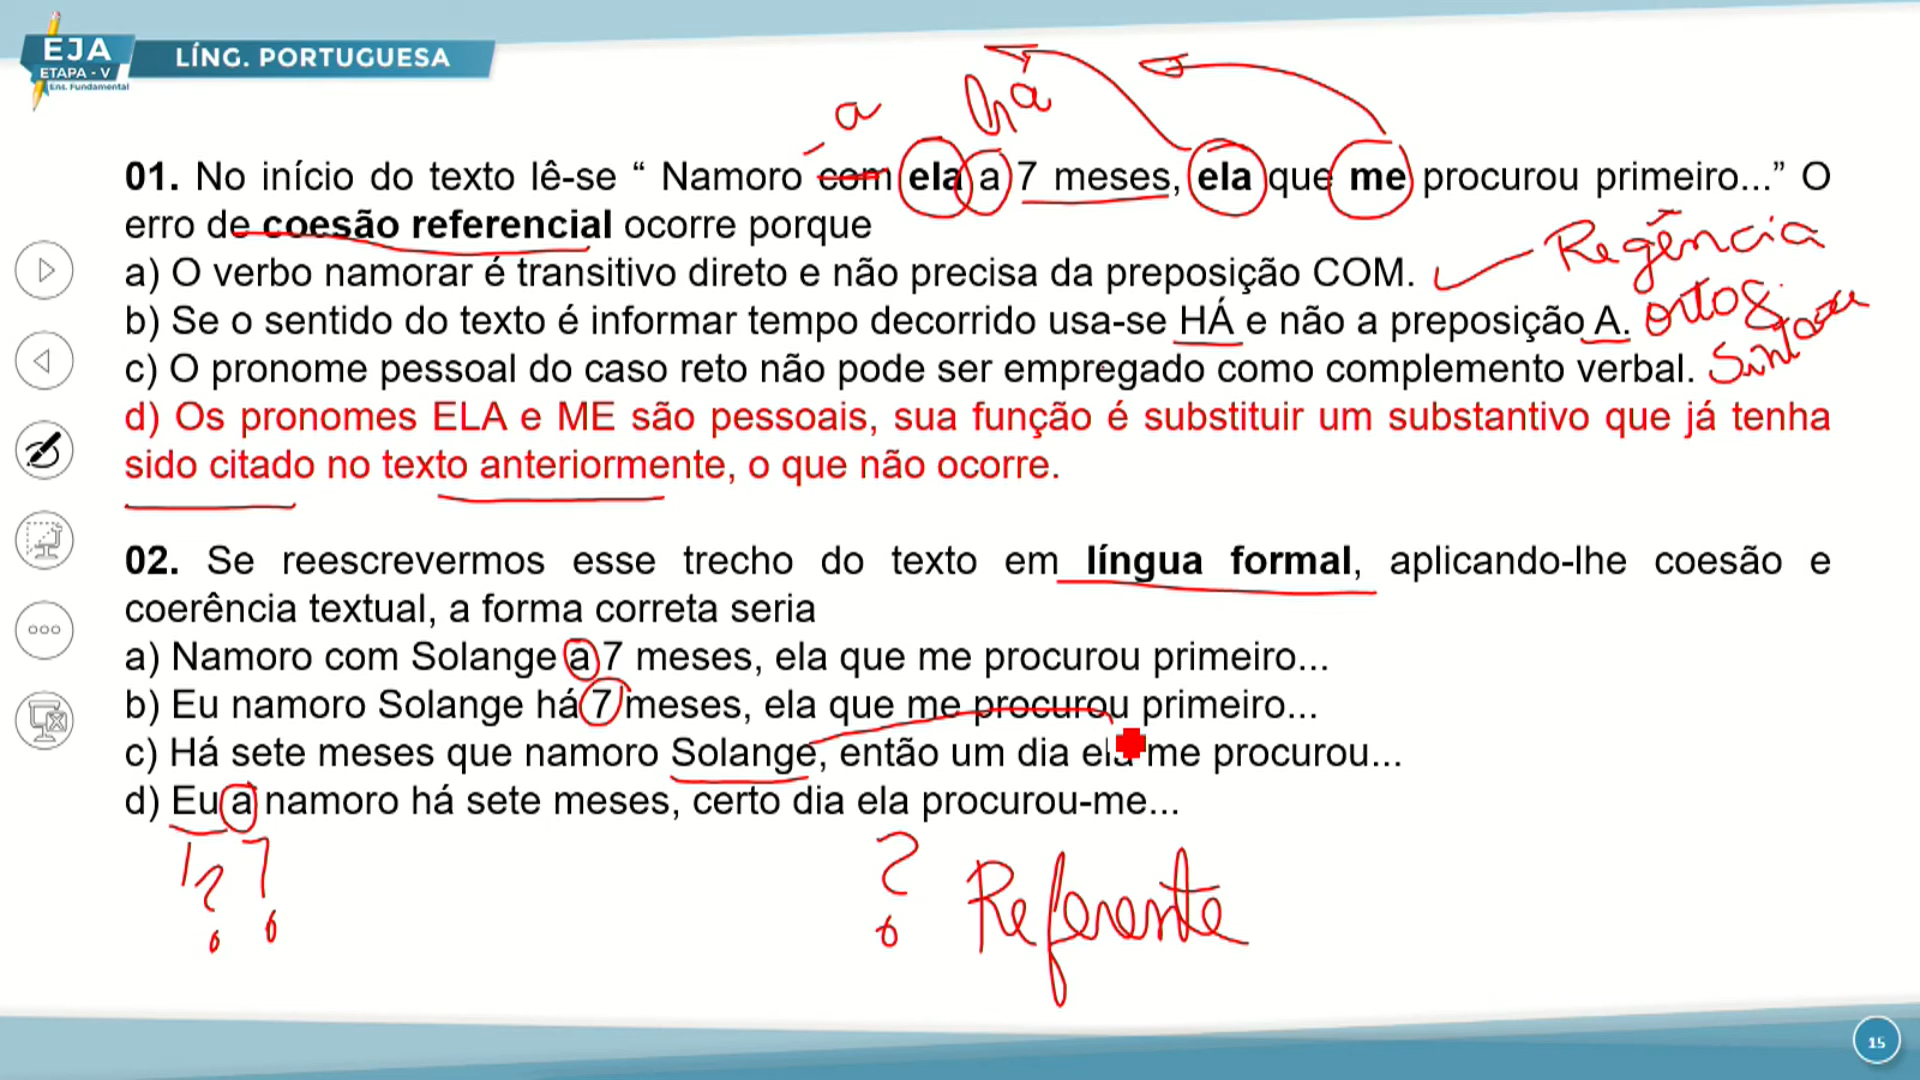 EJA
ETAPA - V
Ens. Fundamental
LÍNG. PORTUGUESA
a
há
01. No início do texto lê-se “ Namoro com ela a 7 meses, ela que me procurou primeiro...” O
erro de coesão referencial ocorre porque
Regência
a) O verbo namorar é transitivo direto e não precisa da preposição COM.
b) Se o sentido do texto é informar tempo decorrido usa-se HÁ e não a preposição A. Ortog.
c) O pronome pessoal do caso reto não pode ser empregado como complemento verbal. Sintaxe
d) Os pronomes ELA e ME são pessoais, sua função é substituir um substantivo que já tenha
sido citado no texto anteriormente, o que não ocorre.
02. Se reescrevermos esse trecho do texto em língua formal, aplicando-lhe coesão e
coerência textual, a forma correta seria
a) Namoro com Solange a 7 meses, ela que me procurou primeiro...
b) Eu namoro Solange há 7 meses, ela que me procurou primeiro...
c) Há sete meses que namoro Solange, então um dia ela me procurou...
d) Eu a namoro há sete meses, certo dia ela procurou-me...
? ? ? Referente
15